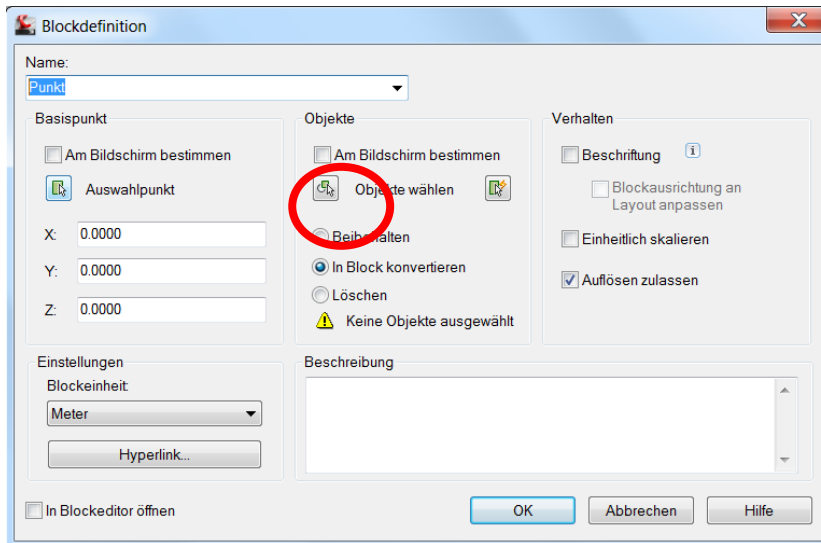 Blockdefinition
Name:
Punkt
Basispunkt
Am Bildschirm bestimmen
Auswahlpunkt
X: 0.0000
Y: 0.0000
Z: 0.0000
Objekte
Am Bildschirm bestimmen
Objekte wählen
Beibehalten
In Block konvertieren
Löschen
Keine Objekte ausgewählt
Verhalten
Beschriftung
Blockausrichtung an
Layout anpassen
Einheitlich skalieren
Auflösen zulassen
Einstellungen
Blockeinheit:
Meter
Hyperlink...
Beschreibung
In Blockeditor öffnen
OK
Abbrechen
Hilfe